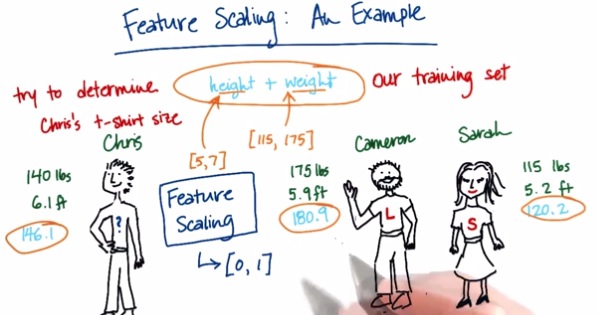 Feature Scaling: An Example
try to determine
Chris's t-shirt size
height + weight
our training set
[5,7]
[115, 175]
Chris
140 lbs
6.1 ft
146.1
?
Feature
Scaling
↳ [0, 1]
Cameron
175 lbs
5.9 ft
180.9
L
Sarah
115 lbs
5.2 ft
120.2
S